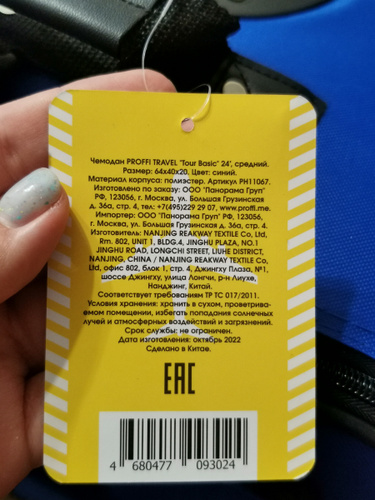 Чемодан PROFFI TRAVEL "Tour Basic" 24', средний.
Размер: 64х40х20. Цвет: синий.
Материал корпуса: полиэстер. Артикул PH11067.
Изготовлено по заказу: ООО "Панорама Груп"
РФ, 123056, г. Москва, ул. Большая Грузинская
д. 36а, стр. 4, тел: +7(495)229 29 07, www.proffi.me.
Импортер: ООО "Панорама Груп" РФ, 123056,
г. Москва, ул. Большая Грузинская д. 36а, стр. 4.
Изготовитель: NANJING REAKWAY TEXTILE Co, Ltd,
Rm. 802, UNIT 1, BLDG.4, JINGHU PLAZA, NO.1
JINGHU ROAD, LONGCHI STREET, LIUHE DISTRICT,
NANJING, CHINA / NANJING REAKWAY TEXTILE Co,
Ltd, офис 802, блок 1, стр. 4, Джингху Плаза, №1,
шоссе Джингху, улица Лонгчи, р-н Лиухе,
Нанджинг, Китай.
Соответствует требованиям ТР ТС 017/2011.
Условия хранения: хранить в сухом, проветрива-
емом помещении, избегать попадания солнечных
лучей и атмосферных воздействий и загрязнений.
Срок службы: не ограничен.
Дата изготовления: октябрь 2022
Сделано в Китае.
EAC
4 680477 093024